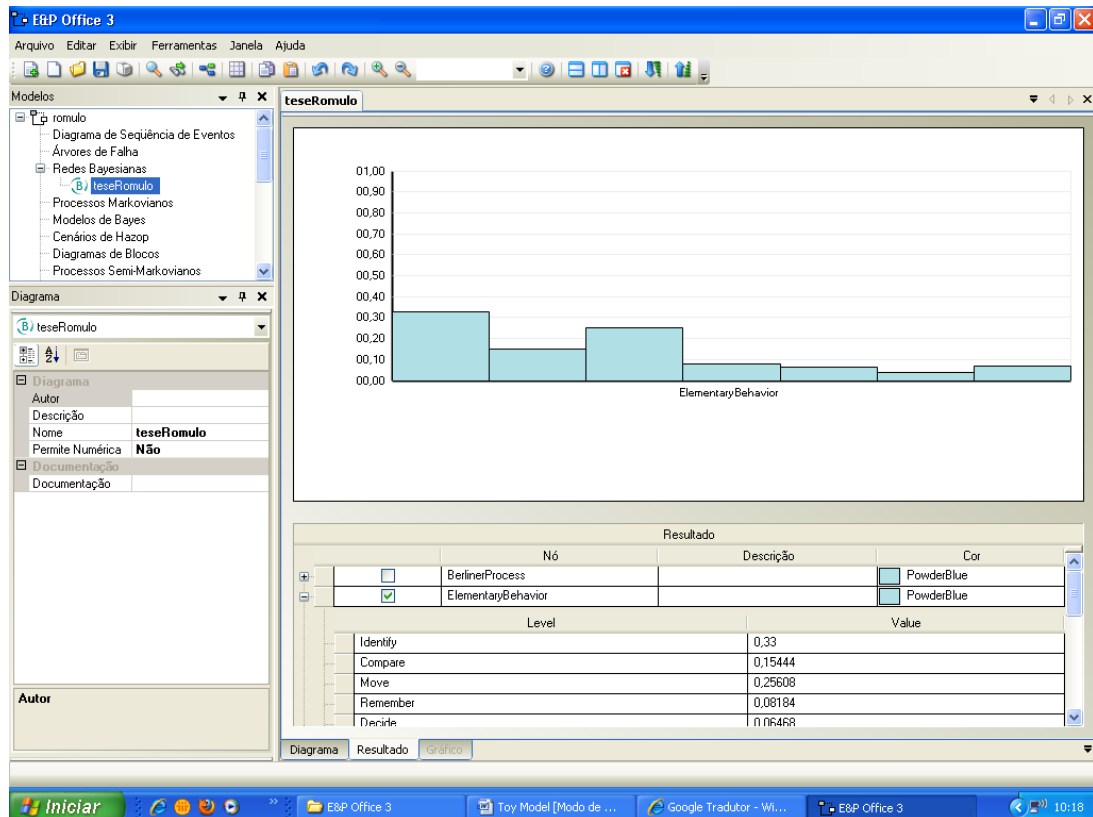 E&P Office 3
Arquivo Editar Exibir Ferramentas Janela Ajuda
Modelos
romulo
Diagrama de Seqüência de Eventos
Árvores de Falha
Redes Bayesianas
teseRomulo
Processos Markovianos
Modelos de Bayes
Cenários de Hazop
Diagramas de Blocos
Processos Semi-Markovianos
Diagrama
teseRomulo
Diagrama
Autor
Descrição
Nome teseRomulo
Permite Numérica Não
Documentação
Documentação
Autor
teseRomulo
01,00
00,90
00,80
00,70
00,60
00,50
00,40
00,30
00,20
00,10
00,00
ElementaryBehavior
Resultado
Nó Descrição Cor
BerlinerProcess PowderBlue
ElementaryBehavior PowderBlue
Level Value
Identify 0,33
Compare 0,15444
Move 0,25608
Remember 0,08184
Decide 0,06468
Diagrama Resultado Gráfico
Iniciar E&P Office 3 Toy Model [Modo de ... Google Tradutor - Wi... E&P Office 3 10:18